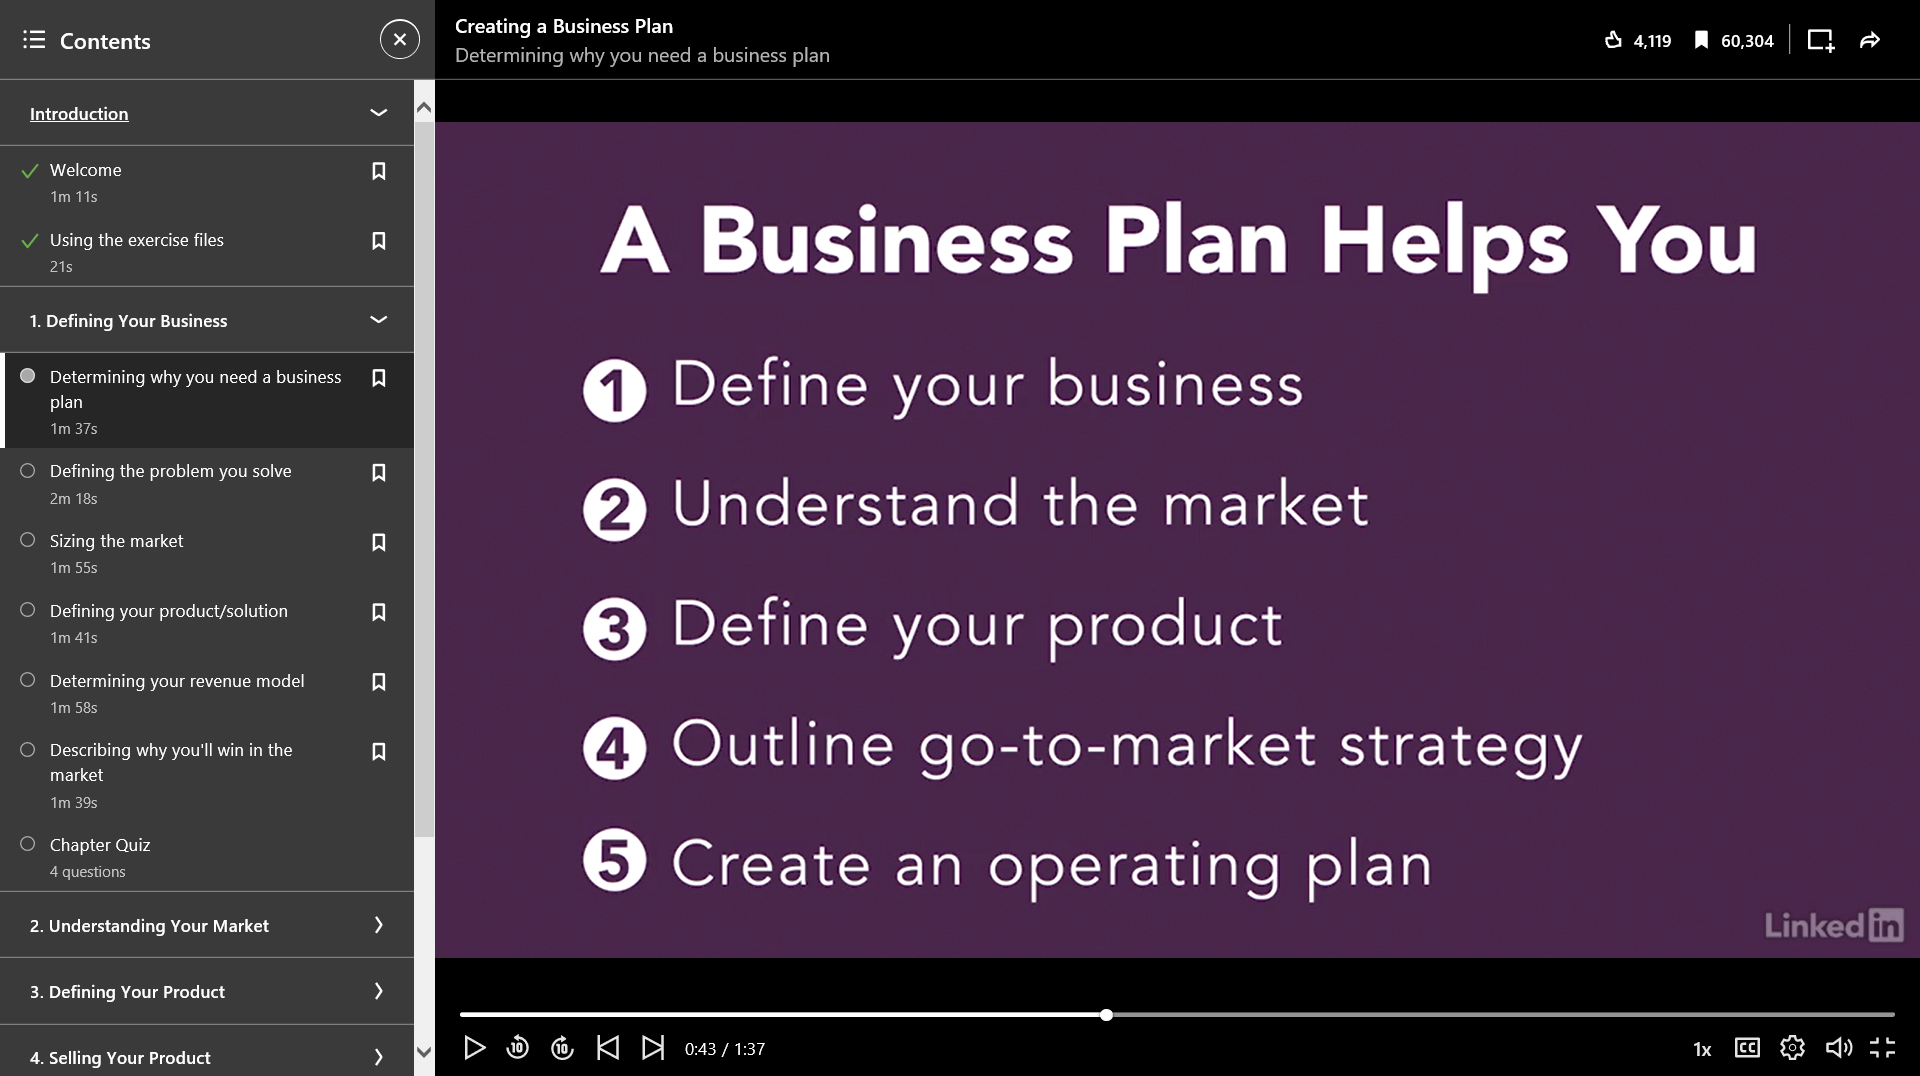 Contents
Introduction
Welcome
1m 11s
Using the exercise files
21s
1. Defining Your Business
Determining why you need a business
plan
1m 37s
Defining the problem you solve
2m 18s
Sizing the market
1m 55s
Defining your product/solution
1m 41s
Determining your revenue model
1m 58s
Describing why you'll win in the
market
1m 39s
Chapter Quiz
4 questions
2. Understanding Your Market
3. Defining Your Product
4. Selling Your Product
Creating a Business Plan
Determining why you need a business plan
4,119 60,304
A Business Plan Helps You
1 Define your business
2 Understand the market
3 Define your product
4 Outline go-to-market strategy
5 Create an operating plan
Linked in
10 10 0:43 / 1:37 1x CC